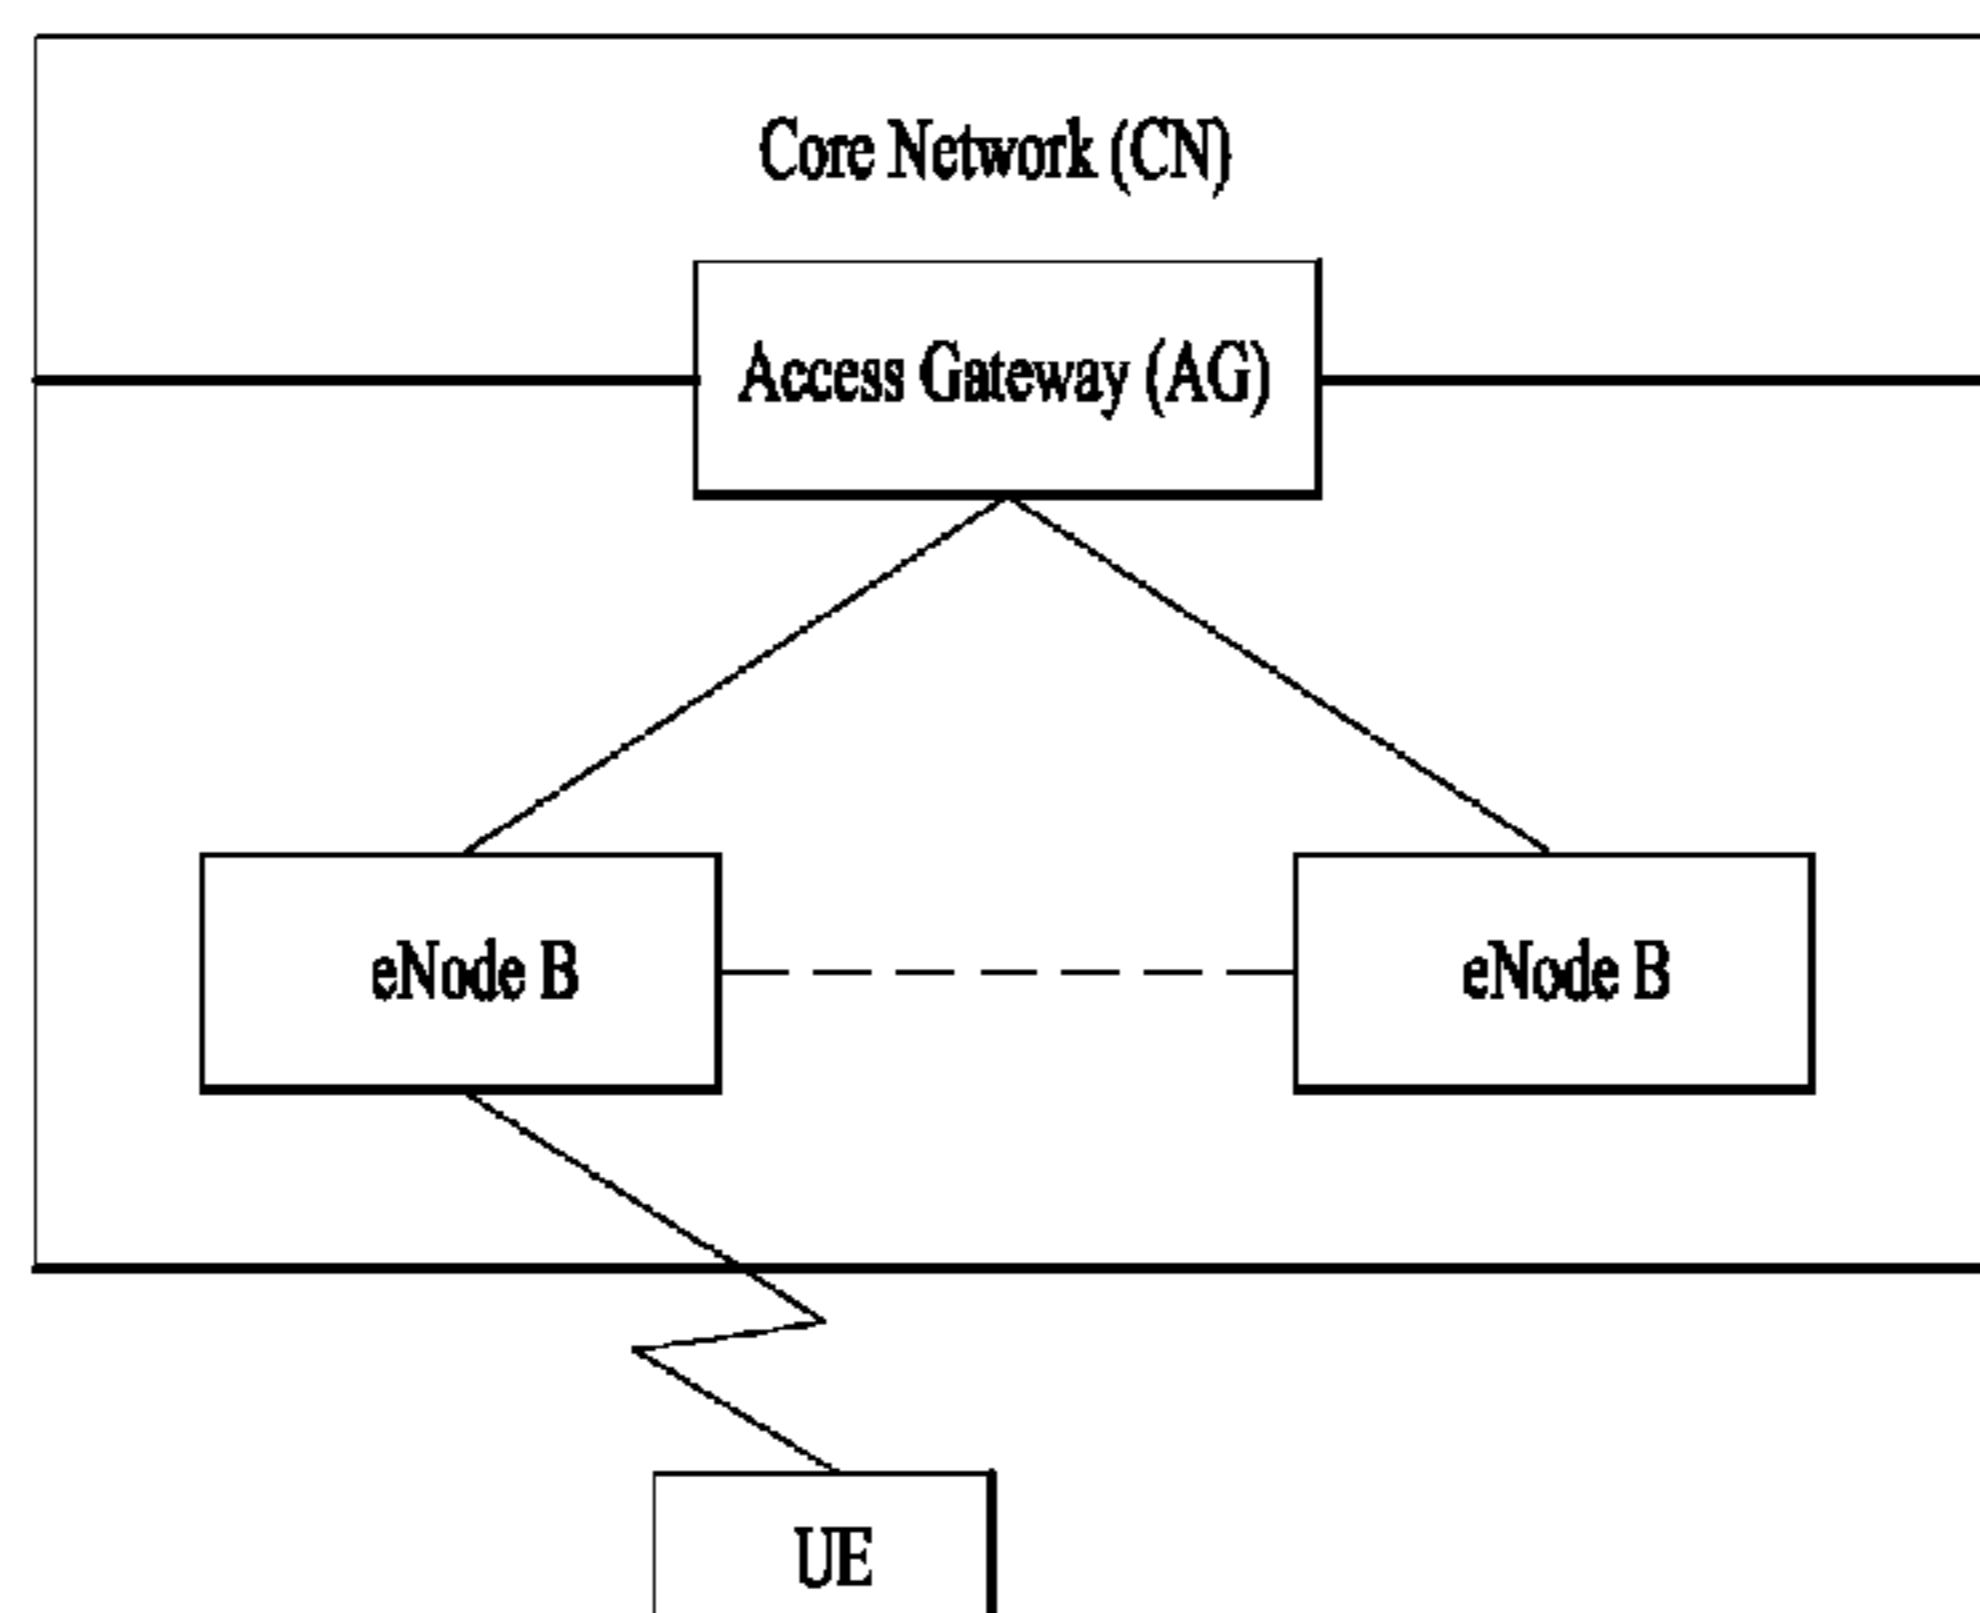 Core Network (CN)
Access Gateway (AG)
eNode B
eNode B
UE